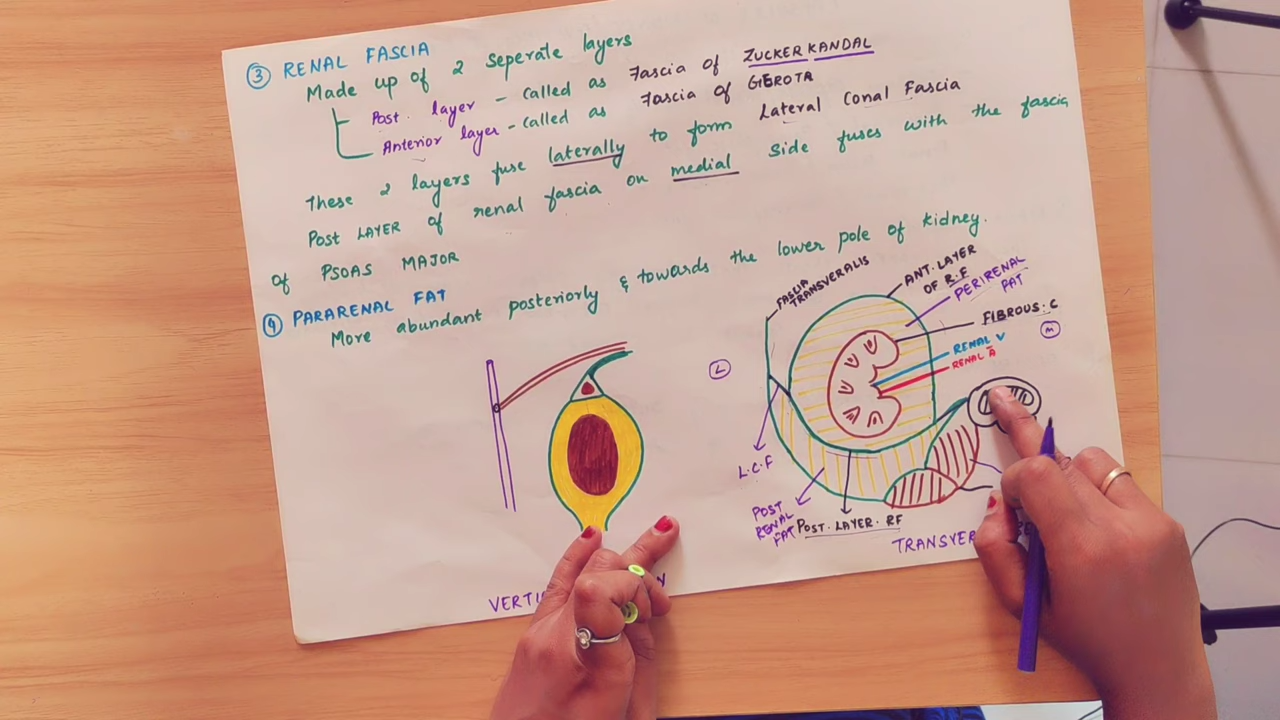 ③ RENAL FASCIA
Made up of 2 seperate layers
Post. layer - called as Fascia of ZUCKERKANDAL
Anterior layer - called as Fascia of GEROTA
These 2 layers fuse laterally to form Lateral Conal Fascia
Post LAYER of renal fascia on medial side fuses with the fascia
of PSOAS MAJOR
④ PARARENAL FAT
More abundant posteriorly & towards the lower pole of kidney.
FASCIA
TRANSVERALIS
ANT. LAYER
OF R.F
PERIRENAL
FAT
FIBROUS. C
RENAL V
RENAL A
L
M
L.C.F
POST
RENAL
FAT
POST. LAYER. RF